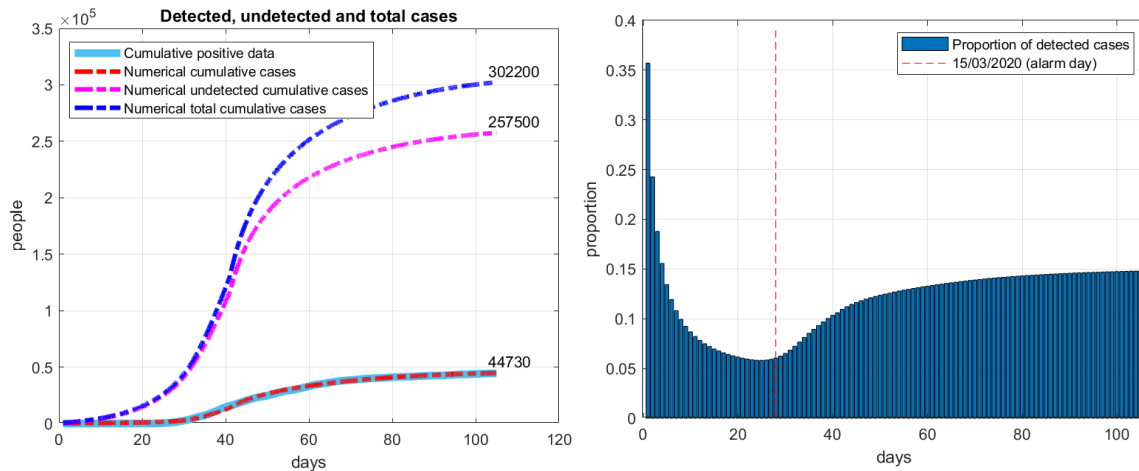 Detected, undetected and total cases
×10⁵
3.5
3
2.5
2
1.5
1
0.5
0
people
Cumulative positive data
Numerical cumulative cases
Numerical undetected cumulative cases
Numerical total cumulative cases
302200
257500
44730
0 20 40 60 80 100 120
days
0.4
0.35
0.3
0.25
0.2
0.15
0.1
0.05
0
proportion
Proportion of detected cases
15/03/2020 (alarm day)
0 20 40 60 80 100
days